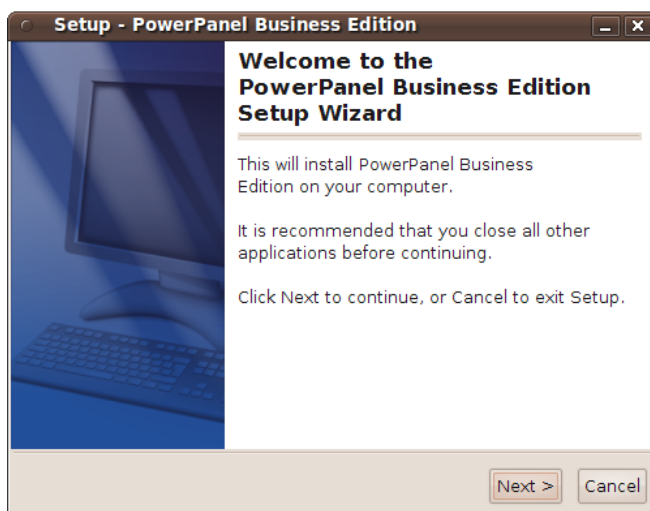 Setup - PowerPanel Business Edition
Welcome to the
PowerPanel Business Edition
Setup Wizard
This will install PowerPanel Business
Edition on your computer.
It is recommended that you close all other
applications before continuing.
Click Next to continue, or Cancel to exit Setup.
Next >
Cancel